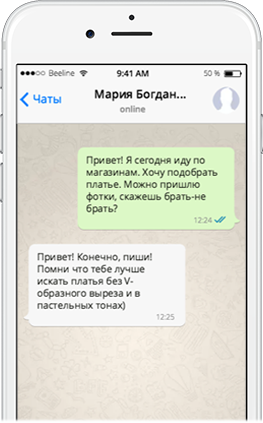 Beeline 9:41 AM 50 %
Чаты Мария Богдан...
online
Привет! Я сегодня иду по
магазинам. Хочу подобрать
платье. Можно пришлю
фотки, скажешь брать-не
брать?
12:24
Привет! Конечно, пиши!
Помни что тебе лучше
искать платья без V-
образного выреза и в
пастельных тонах)
12:25